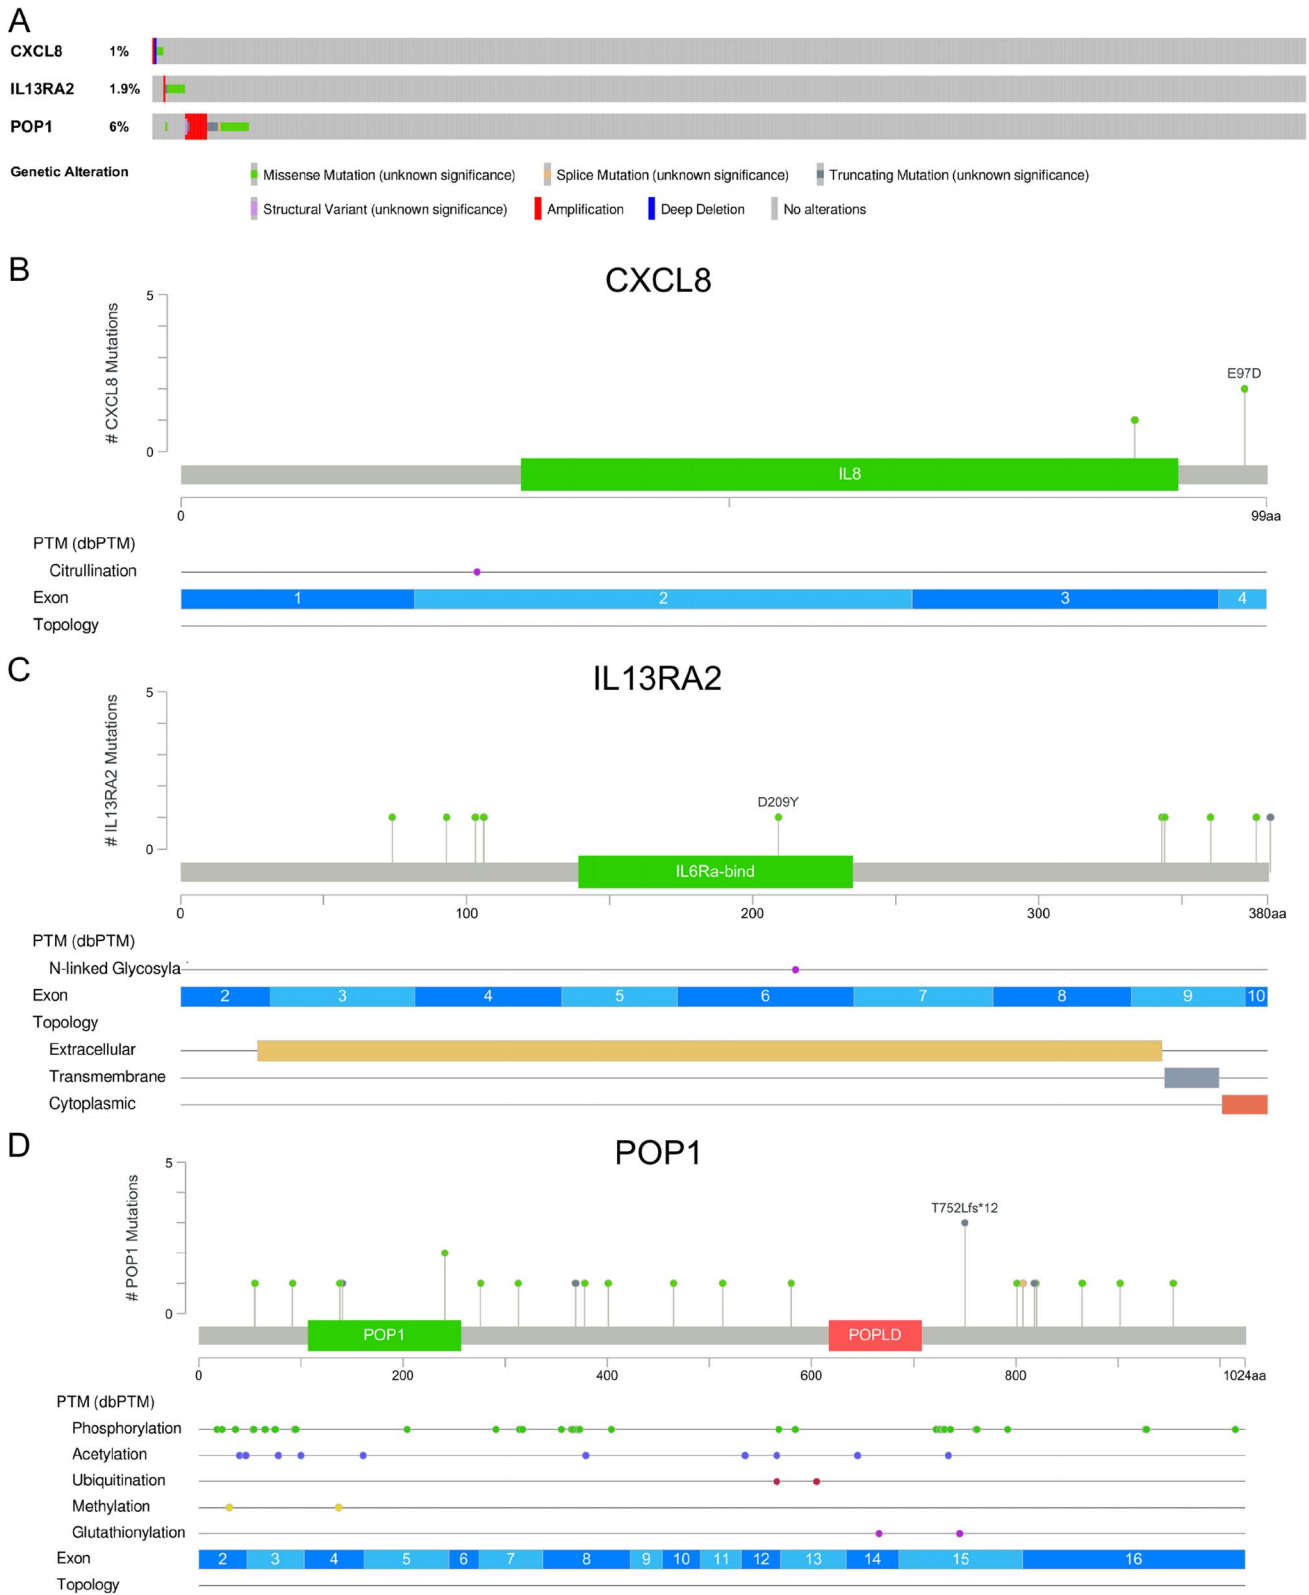 A
CXCL8 1%
IL13RA2 1.9%
POP1 6%
Genetic Alteration Missense Mutation (unknown significance) Splice Mutation (unknown significance) Truncating Mutation (unknown significance)
Structural Variant (unknown significance) Amplification Deep Deletion No alterations
B
CXCL8
# CXCL8 Mutations
5
0
E97D
IL8
0 99aa
PTM (dbPTM)
Citrullination
Exon 1 2 3 4
Topology
C
IL13RA2
# IL13RA2 Mutations
5
0
D209Y
IL6Ra-bind
0 100 200 300 380aa
PTM (dbPTM)
N-linked Glycosyla
Exon 2 3 4 5 6 7 8 9 10
Topology
Extracellular
Transmembrane
Cytoplasmic
D
POP1
# POP1 Mutations
5
0
T752Lfs*12
POP1 POPLD
0 200 400 600 800 1024aa
PTM (dbPTM)
Phosphorylation
Acetylation
Ubiquitination
Methylation
Glutathionylation
Exon 2 3 4 5 6 7 8 9 10 11 12 13 14 15 16
Topology